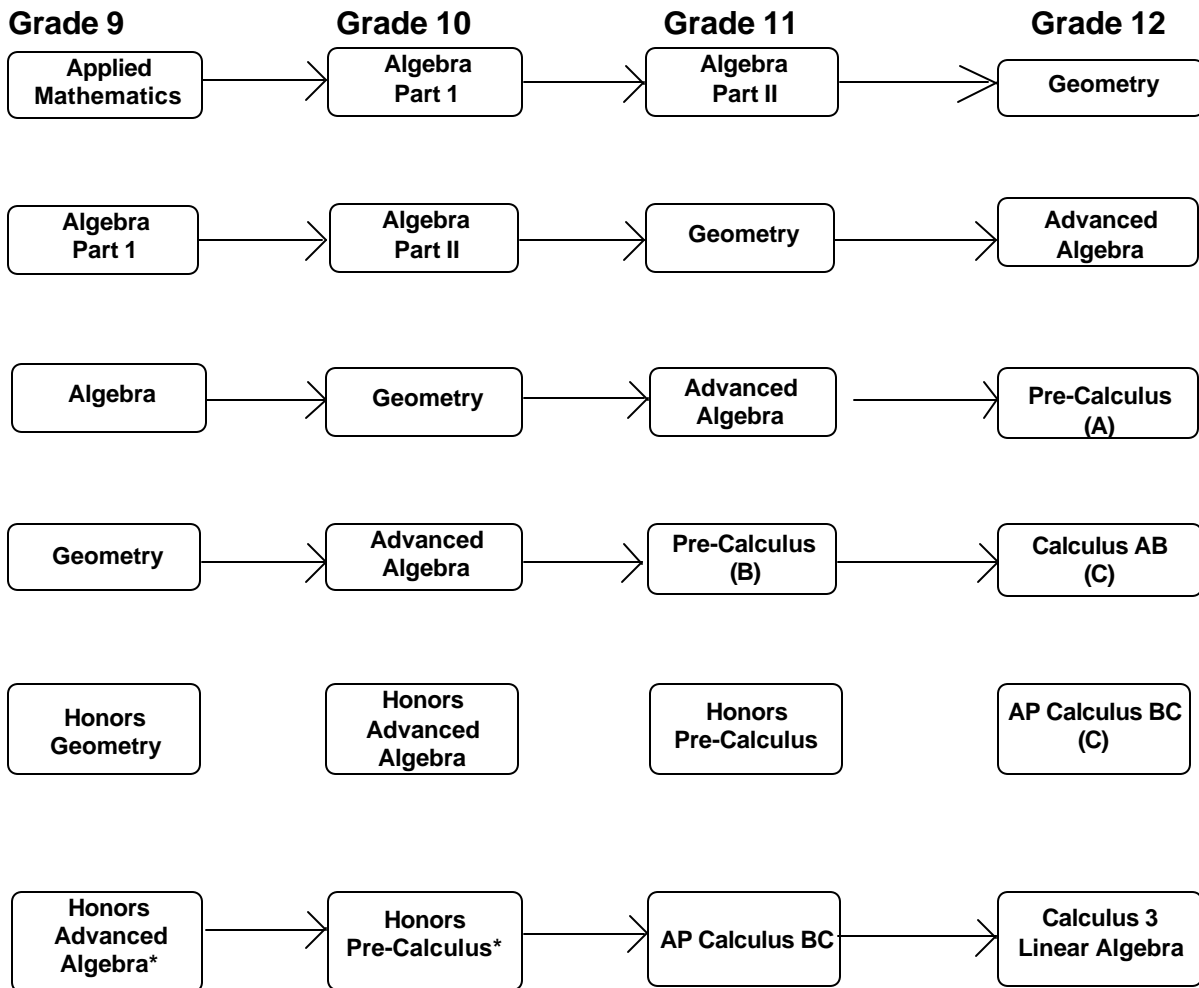 Grade 9 Grade 10 Grade 11 Grade 12
Applied
Mathematics
Algebra
Part 1
Algebra
Part II
Geometry
Algebra
Part 1
Algebra
Part II
Geometry
Advanced
Algebra
Algebra
Geometry
Advanced
Algebra
Pre-Calculus
(A)
Geometry
Advanced
Algebra
Pre-Calculus
(B)
Calculus AB
(C)
Honors
Geometry
Honors
Advanced
Algebra
Honors
Pre-Calculus
AP Calculus BC
(C)
Honors
Advanced
Algebra*
Honors
Pre-Calculus*
AP Calculus BC
Calculus 3
Linear Algebra